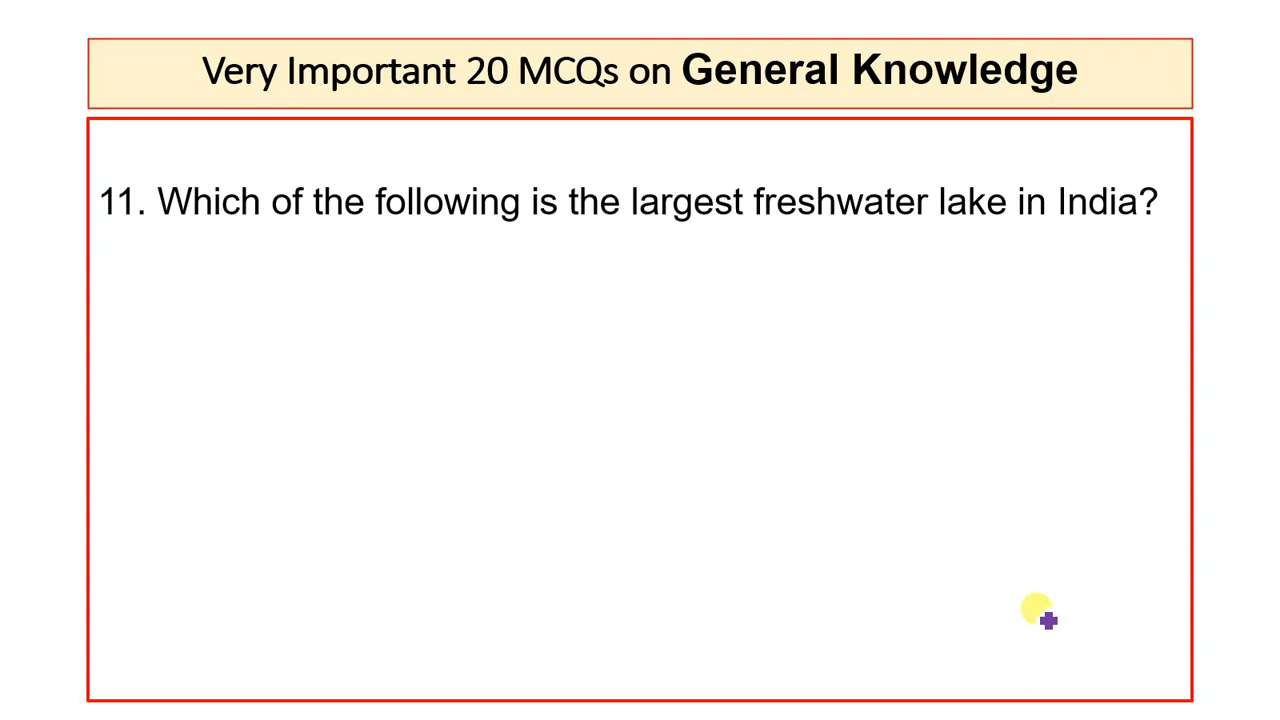 Very Important 20 MCQs on General Knowledge
11. Which of the following is the largest freshwater lake in India?